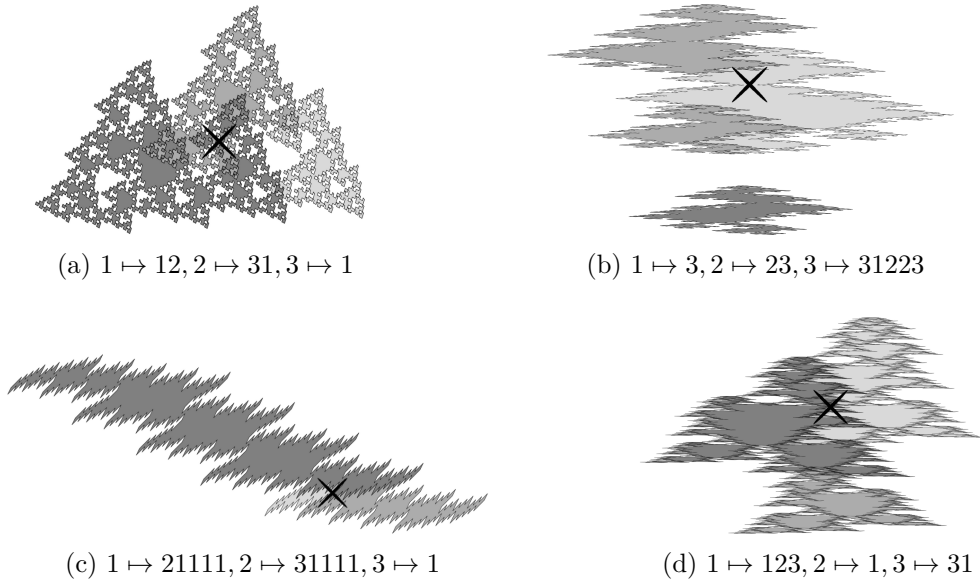 (a) 1 ↦ 12, 2 ↦ 31, 3 ↦ 1
(b) 1 ↦ 3, 2 ↦ 23, 3 ↦ 31223
(c) 1 ↦ 21111, 2 ↦ 31111, 3 ↦ 1
(d) 1 ↦ 123, 2 ↦ 1, 3 ↦ 31